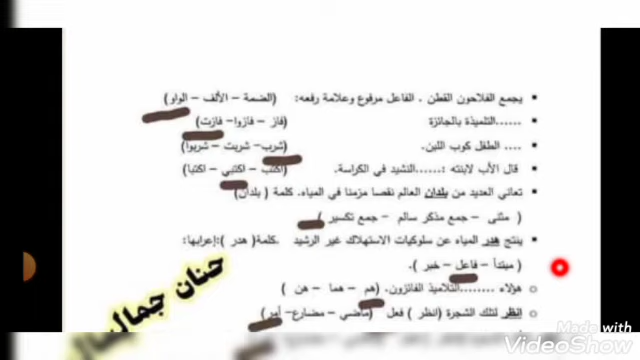 يجمع الفلاحون القطن . الفاعل مرفوع وعلامة رفعه: (الضمة – الألف – الواو)
......التلميذة بالجائزة (فاز – فازوا – فازت)
.... الطفل كوب اللبن. (شرب– شربت – شربوا)
قال الأب لابنته :......النشيد في الكراسة. (اكتب – اكتبي – اكتبا)
تعاني العديد من بلدان العالم نقصا مزمنا في المياه. كلمة ( بلدان)
( مثنى – جمع مذكر سالم – جمع تكسير )
ينتج هدر المياه عن سلوكيات الاستهلاك غير الرشيد .كلمة( هدر ):إعرابها:
( مبتدأ – فاعل – خبر ).
هؤلاء ........التلاميذ الفائزون. (هم – هما – هن )
انظر لتلك الشجرة (انظر ) فعل (ماضي – مضارع– أمر)
حنان جمال
Made with
VideoShow